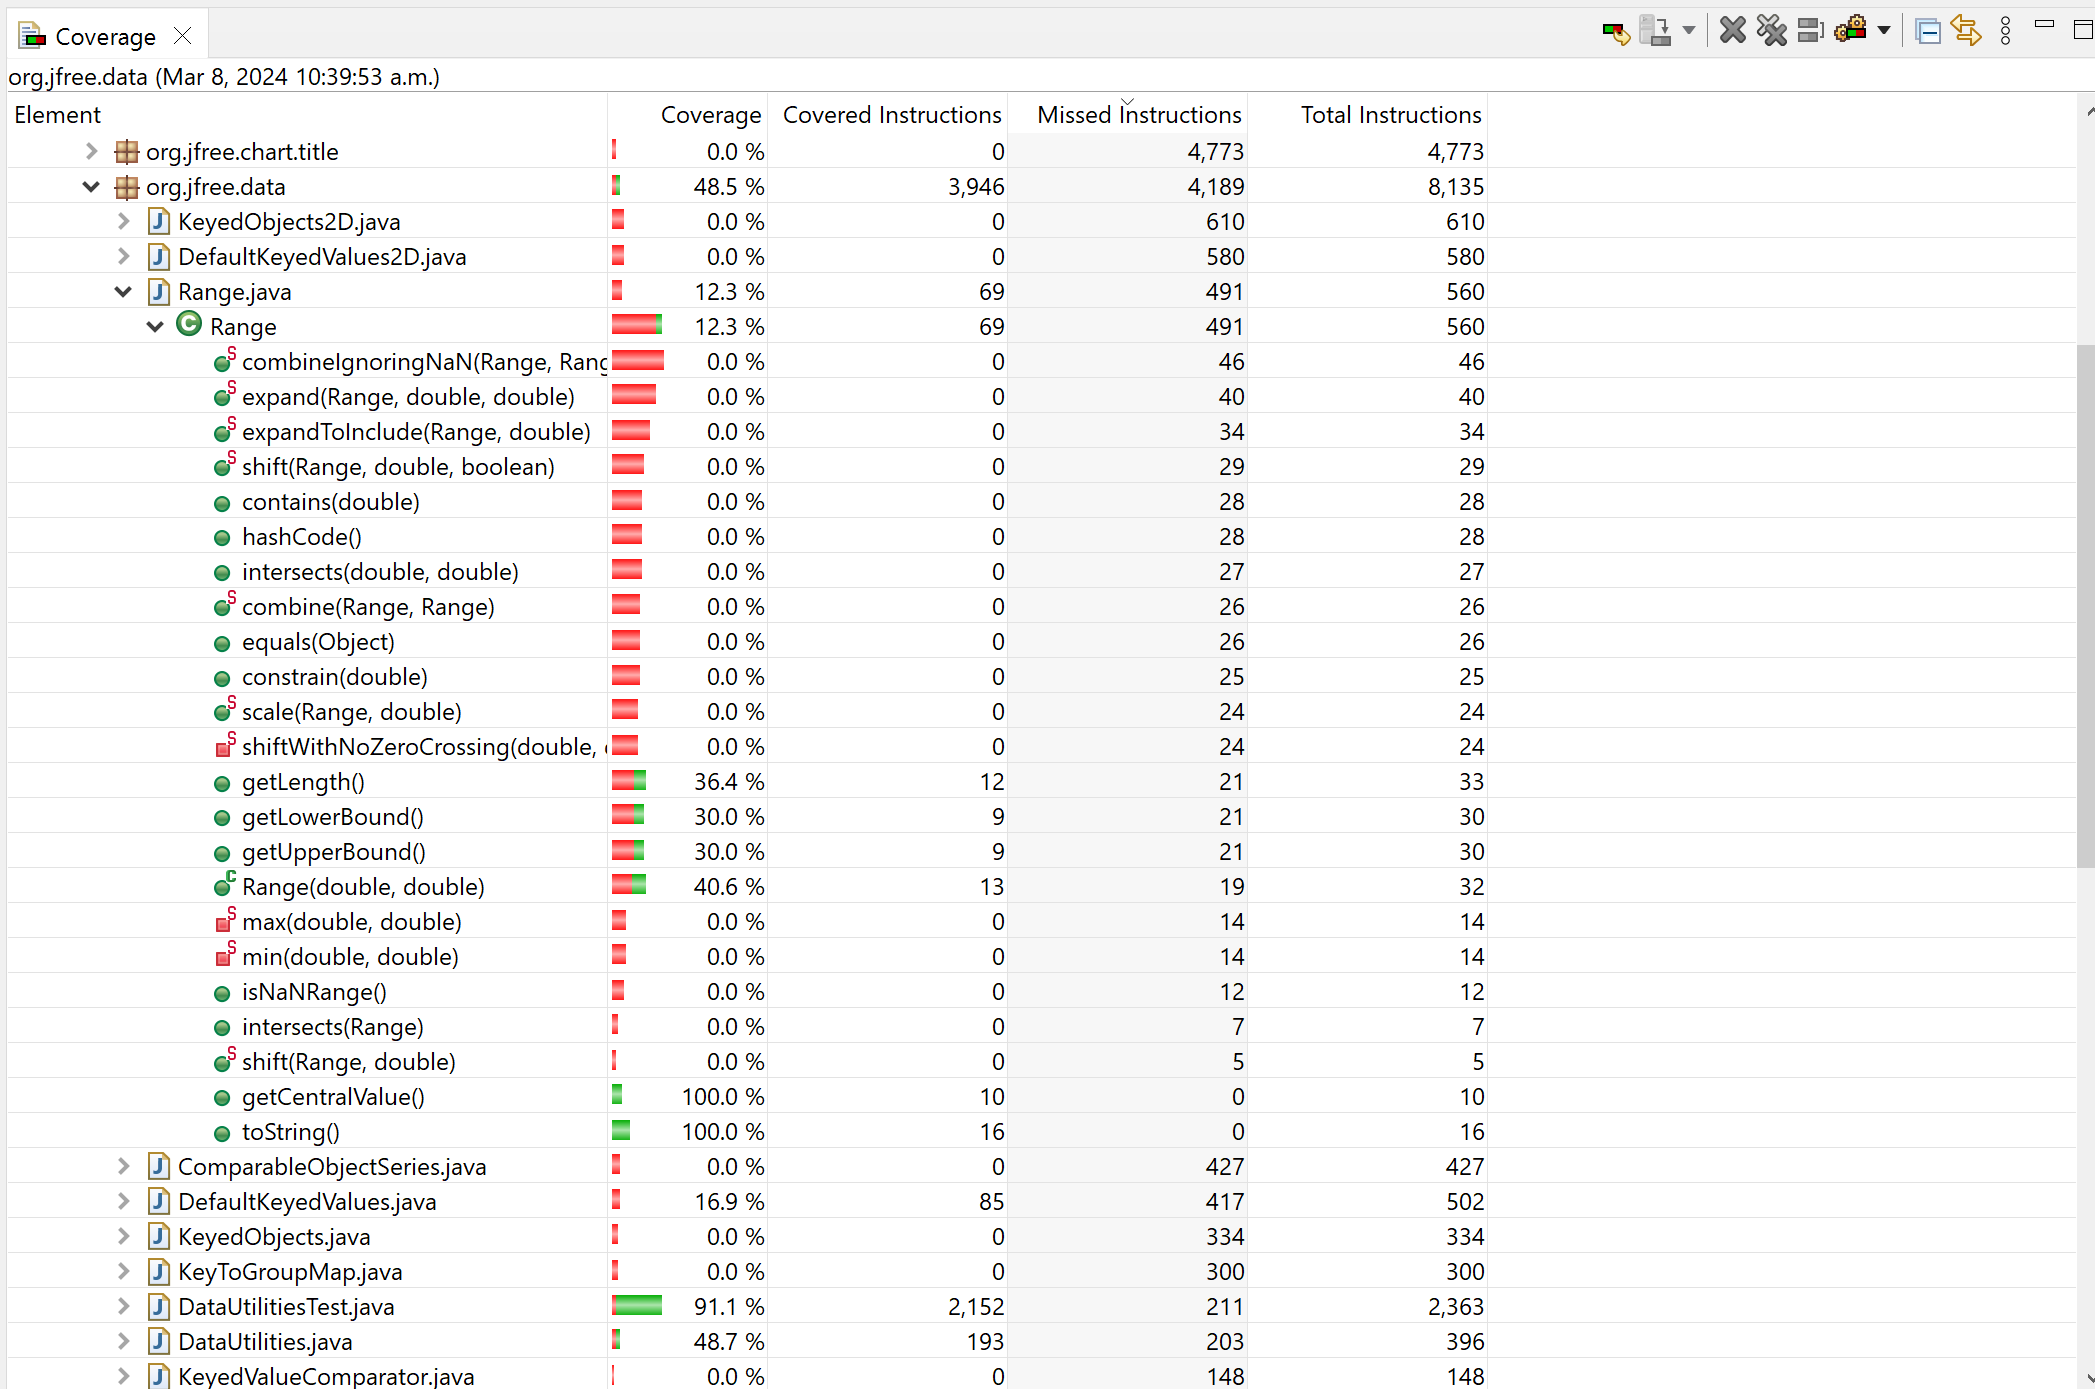 Coverage
org.jfree.data (Mar 8, 2024 10:39:53 a.m.)
Element Coverage Covered Instructions Missed Instructions Total Instructions
org.jfree.chart.title 0.0 % 0 4,773 4,773
org.jfree.data 48.5 % 3,946 4,189 8,135
KeyedObjects2D.java 0.0 % 0 610 610
DefaultKeyedValues2D.java 0.0 % 0 580 580
Range.java 12.3 % 69 491 560
Range 12.3 % 69 491 560
combineIgnoringNaN(Range, Rang 0.0 % 0 46 46
expand(Range, double, double) 0.0 % 0 40 40
expandToInclude(Range, double) 0.0 % 0 34 34
shift(Range, double, boolean) 0.0 % 0 29 29
contains(double) 0.0 % 0 28 28
hashCode() 0.0 % 0 28 28
intersects(double, double) 0.0 % 0 27 27
combine(Range, Range) 0.0 % 0 26 26
equals(Object) 0.0 % 0 26 26
constrain(double) 0.0 % 0 25 25
scale(Range, double) 0.0 % 0 24 24
shiftWithNoZeroCrossing(double, 0.0 % 0 24 24
getLength() 36.4 % 12 21 33
getLowerBound() 30.0 % 9 21 30
getUpperBound() 30.0 % 9 21 30
Range(double, double) 40.6 % 13 19 32
max(double, double) 0.0 % 0 14 14
min(double, double) 0.0 % 0 14 14
isNaNRange() 0.0 % 0 12 12
intersects(Range) 0.0 % 0 7 7
shift(Range, double) 0.0 % 0 5 5
getCentralValue() 100.0 % 10 0 10
toString() 100.0 % 16 0 16
ComparableObjectSeries.java 0.0 % 0 427 427
DefaultKeyedValues.java 16.9 % 85 417 502
KeyedObjects.java 0.0 % 0 334 334
KeyToGroupMap.java 0.0 % 0 300 300
DataUtilitiesTest.java 91.1 % 2,152 211 2,363
DataUtilities.java 48.7 % 193 203 396
KeyedValueComparator.java 0.0 % 0 148 148